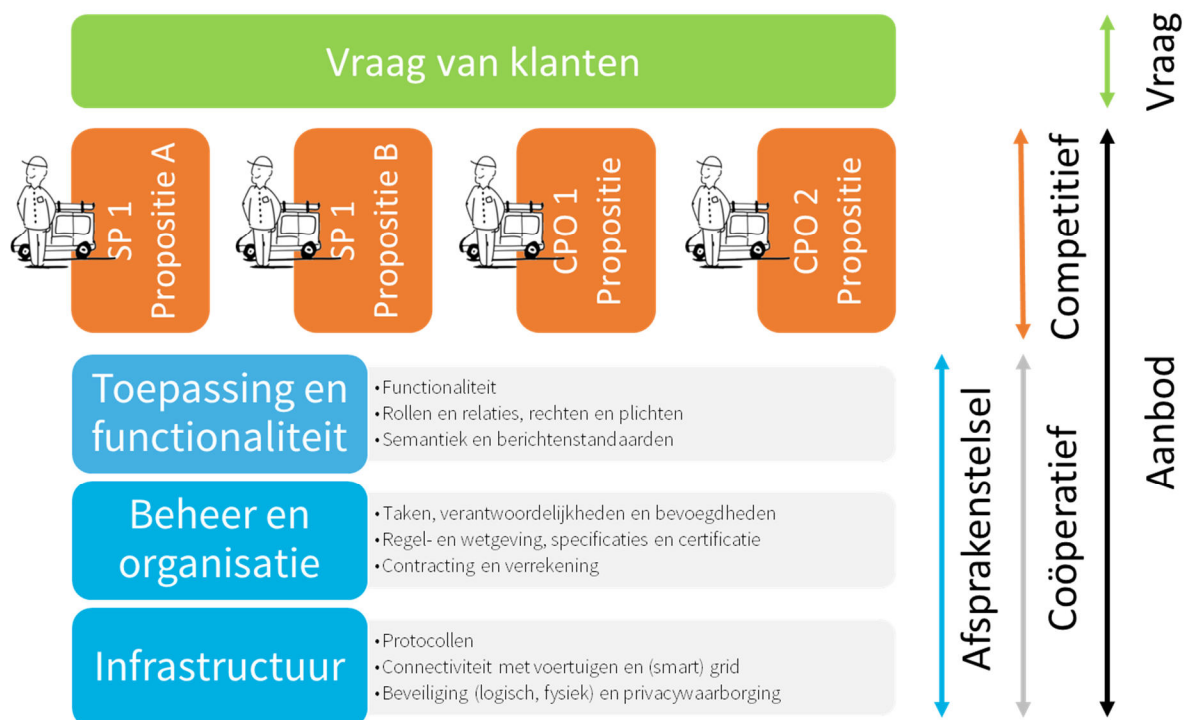 Vraag van klanten
SP 1
Propositie A
SP 1
Propositie B
CPO 1
Propositie
CPO 2
Propositie
Toepassing en
functionaliteit
•Functionaliteit
•Rollen en relaties, rechten en plichten
•Semantiek en berichtenstandaarden
Beheer en
organisatie
•Taken, verantwoordelijkheden en bevoegdheden
•Regel- en wetgeving, specificaties en certificatie
•Contracting en verrekening
Infrastructuur
•Protocollen
•Connectiviteit met voertuigen en (smart) grid
•Beveiliging (logisch, fysiek) en privacywaarborging
Afsprakenstelsel
Competitief
Coöperatief
Vraag
Aanbod